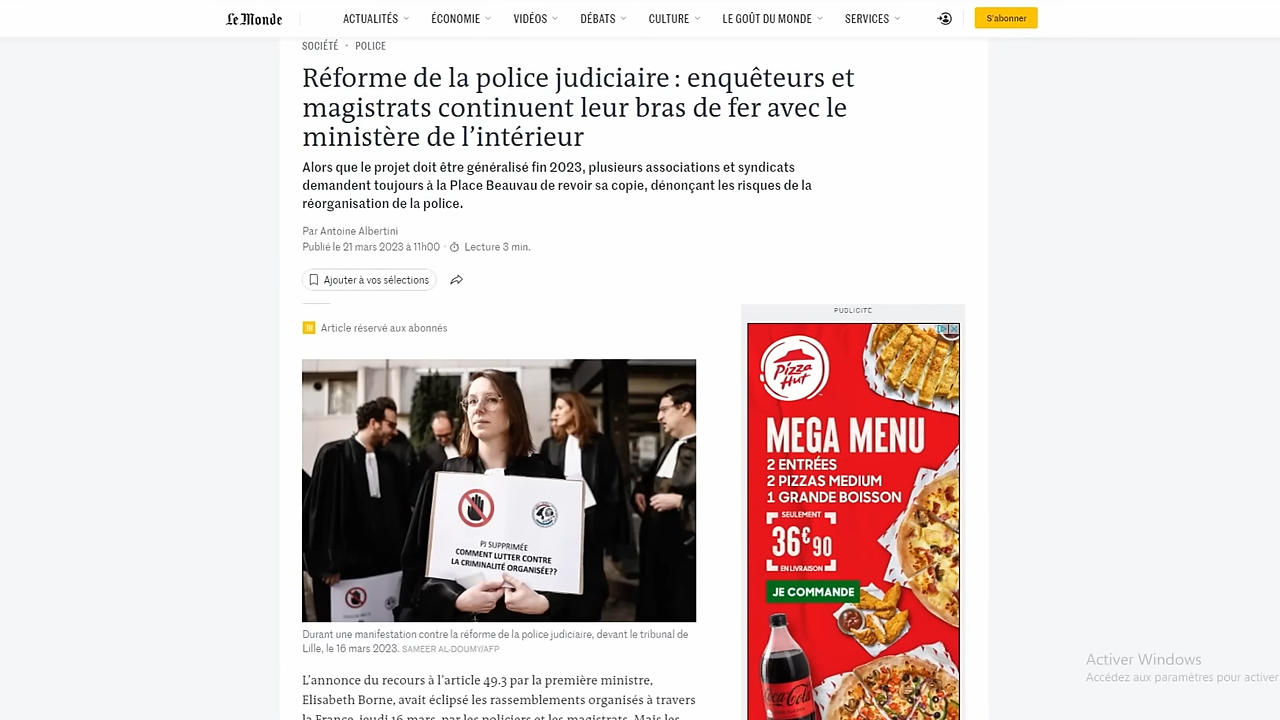 Le Monde
ACTUALITÉS
ÉCONOMIE
VIDÉOS
DÉBATS
CULTURE
LE GOÛT DU MONDE
SERVICES
S'abonner
SOCIÉTÉ · POLICE
Réforme de la police judiciaire : enquêteurs et
magistrats continuent leur bras de fer avec le
ministère de l'intérieur
Alors que le projet doit être généralisé fin 2023, plusieurs associations et syndicats
demandent toujours à la Place Beauvau de revoir sa copie, dénonçant les risques de la
réorganisation de la police.
Par Antoine Albertini
Publié le 21 mars 2023 à 11h00 · Lecture 3 min.
Ajouter à vos sélections
Article réservé aux abonnés
PJ SUPPRIMÉE
COMMENT LUTTER CONTRE
LA CRIMINALITÉ ORGANISÉE??
Durant une manifestation contre la réforme de la police judiciaire, devant le tribunal de
Lille, le 16 mars 2023. SAMEER AL-DOUMY/AFP
L'annonce du recours à l'article 49.3 par la première ministre,
Elisabeth Borne, avait éclipsé les rassemblements organisés à travers
la France, jeudi 16 mars, par les policiers et les magistrats. Mais les
PUBLICITÉ
Pizza
Hut
MEGA MENU
2 ENTRÉES
2 PIZZAS MEDIUM
1 GRANDE BOISSON
SEULEMENT
36€90
EN LIVRAISON
JE COMMANDE
Coca-Cola
Activer Windows
Accédez aux paramètres pour activer